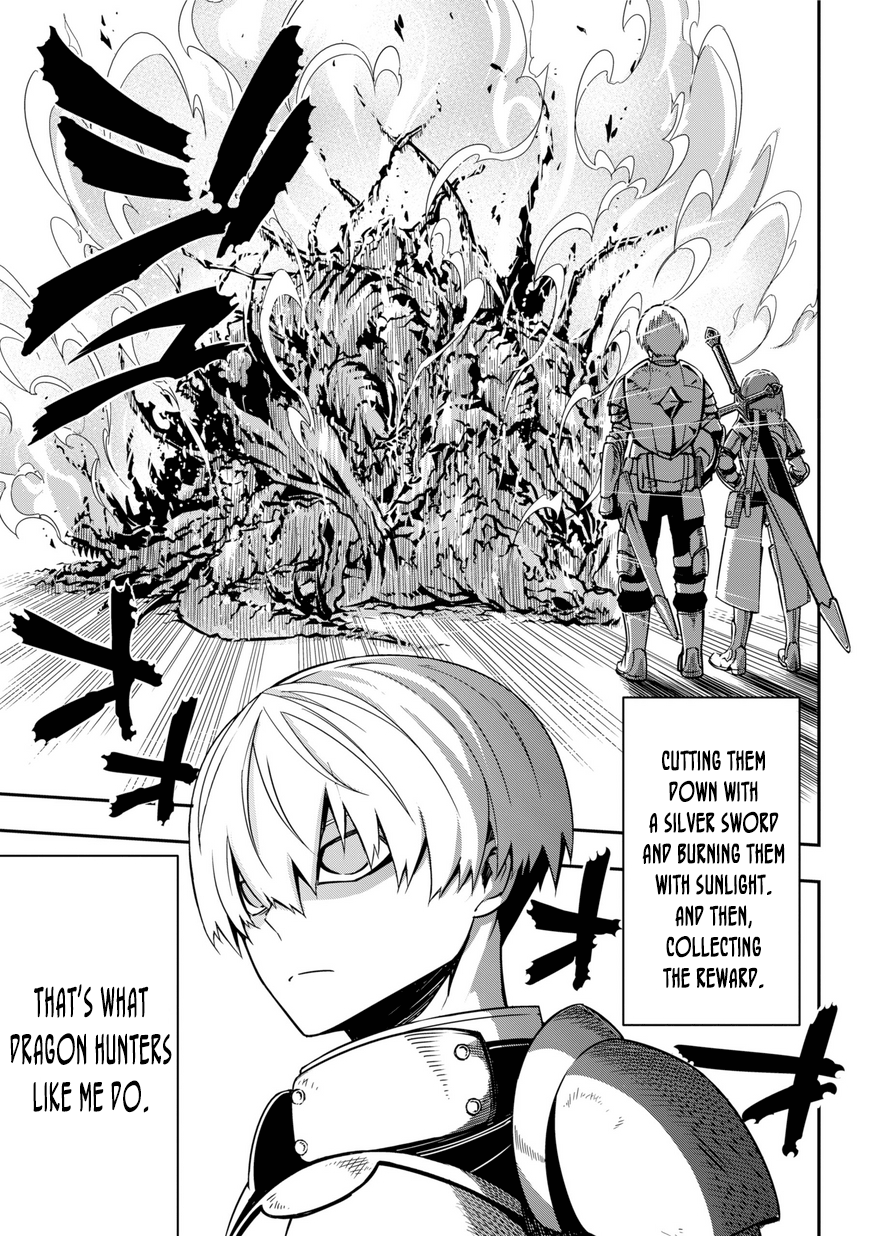 CUTTING THEM
DOWN WITH
A SILVER SWORD
AND BURNING THEM
WITH SUNLIGHT.
AND THEN,
COLLECTING
THE REWARD.
THAT'S WHAT
DRAGON HUNTERS
LIKE ME DO.